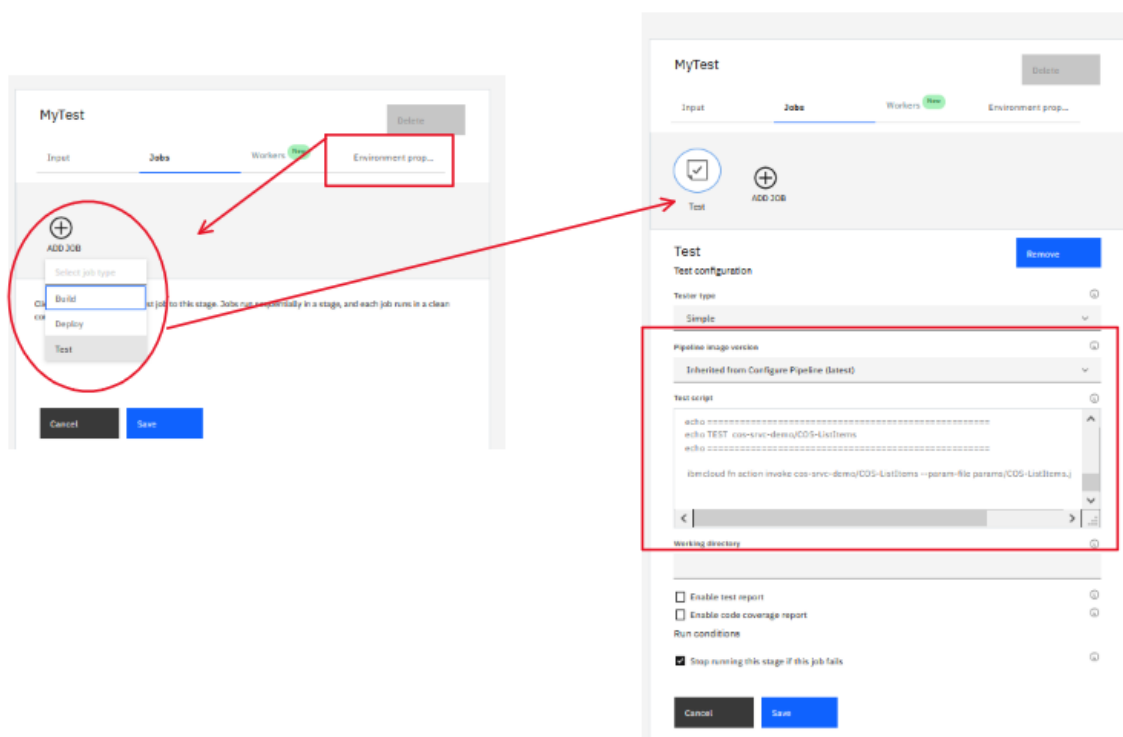 MyTest
Delete
Input Jobs Workers New Environment prop...
ADD JOB
Select job type
Build
Deploy
Test
job to this stage. Jobs run sequentially in a stage, and each job runs in a clean
Cancel Save
MyTest
Delete
Input Jobs Workers New Environment prop...
Test
ADD JOB
Test
Remove
Test configuration
Tester type
Simple
Pipeline image version
Inherited from Configure Pipeline (latest)
Test script
echo ======================================================
echo TEST cos-srvc-demo/COS-ListItems
echo ======================================================
ibmcloud fn action invoke cos-srvc-demo/COS-ListItems --param-file params/COS-ListItems.j
Working directory
Enable test report
Enable code coverage report
Run conditions
Stop running this stage if this job fails
Cancel Save